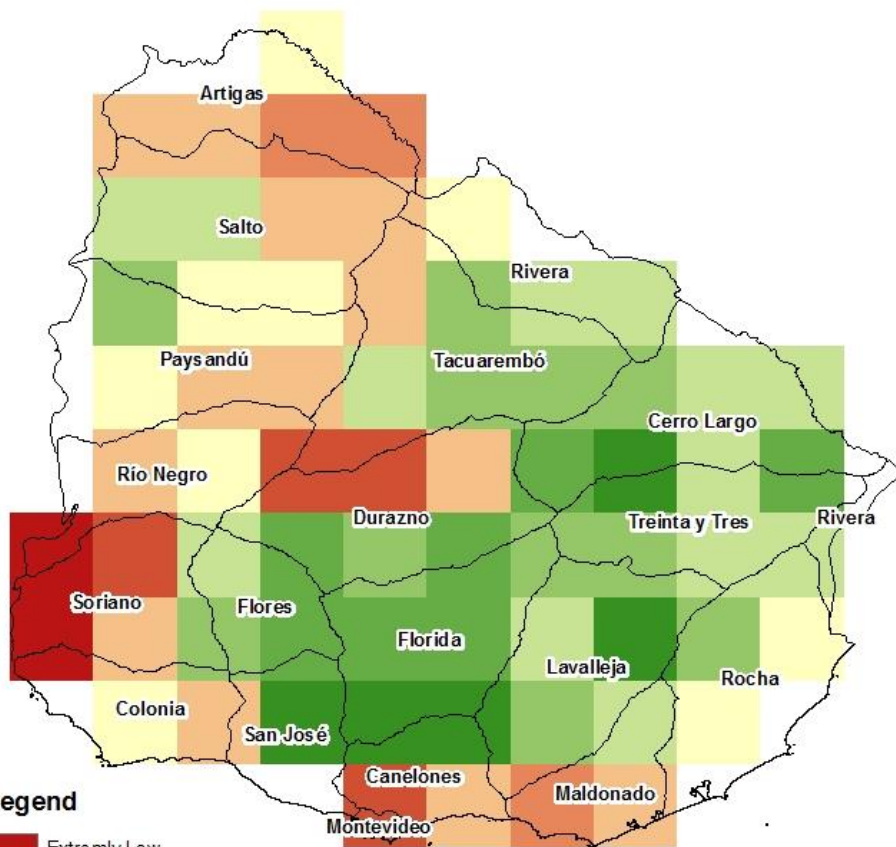 Artigas
Salto
Rivera
Paysandú
Tacuarembó
Cerro Largo
Río Negro
Durazno
Treinta y Tres
Rivera
Soriano
Flores
Florida
Lavalleja
Rocha
Colonia
San José
Canelones
Maldonado
Montevideo
egend
Extremly Low